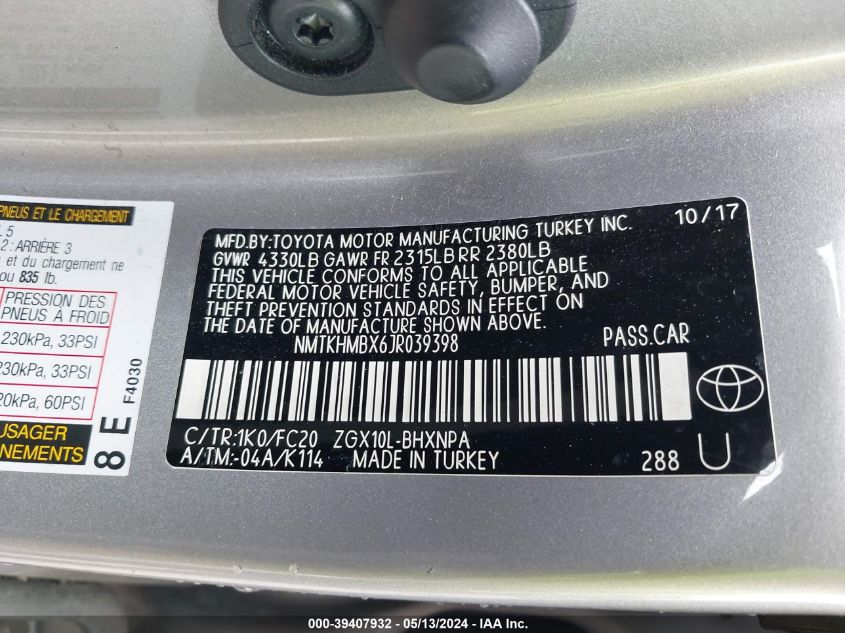 PNEUS ET LE CHARGEMENT
L 5
2: ARRIÈRE 3
et du chargement ne
ou 835 lb.
PRESSION DES
PNEUS À FROID
230kPa, 33PSI
230kPa, 33PSI
20kPa, 60PSI
USAGER
NEMENTS
8 E F4030
10/17
MFD.BY:TOYOTA MOTOR MANUFACTURING TURKEY INC.
GVWR 4330LB GAWR FR 2315LB RR 2380LB
THIS VEHICLE CONFORMS TO ALL APPLICABLE
FEDERAL MOTOR VEHICLE SAFETY, BUMPER, AND
THEFT PREVENTION STANDARDS IN EFFECT ON
THE DATE OF MANUFACTURE SHOWN ABOVE.
NMTKHMBX6JR039398 PASS.CAR
C/TR:1K0/FC20 ZGX10L-BHXNPA
A/TM:-04A/K114 MADE IN TURKEY 288 U
000-39407932 - 05/13/2024 - IAA Inc.